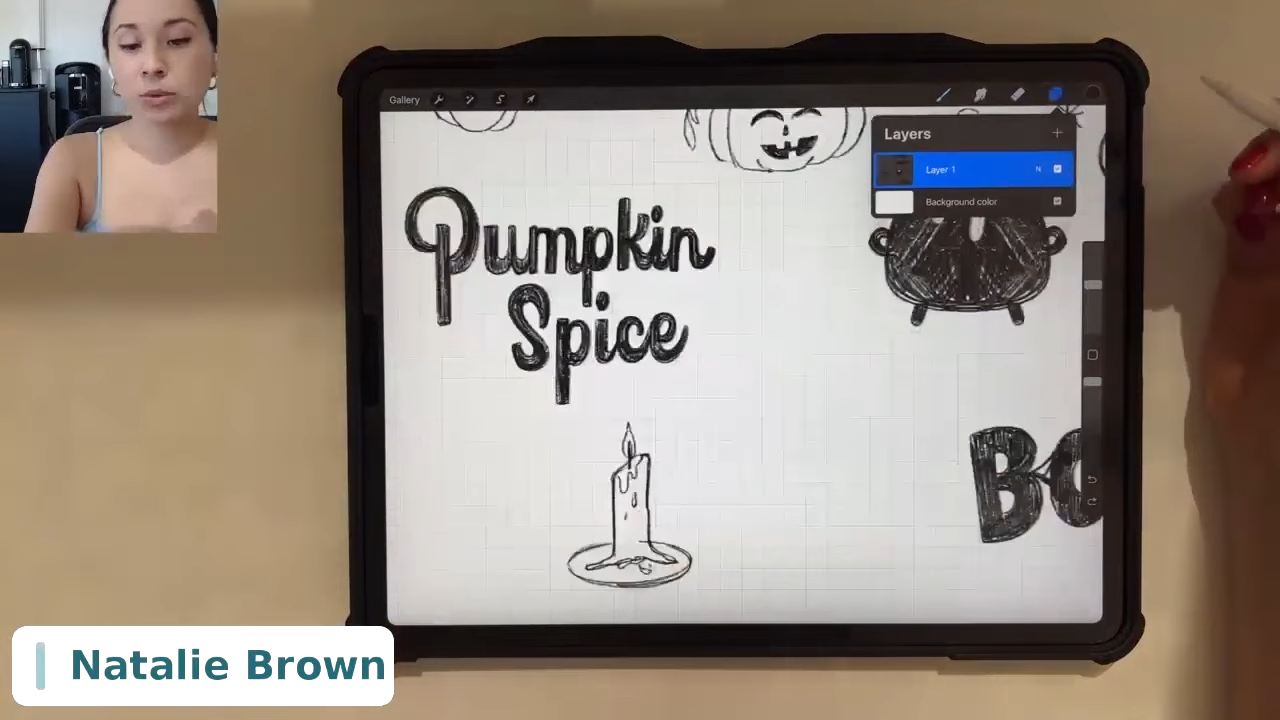 Gallery
Layers
Layer 1
N
Background color
Pumpkin
Spice
BO
Natalie Brown